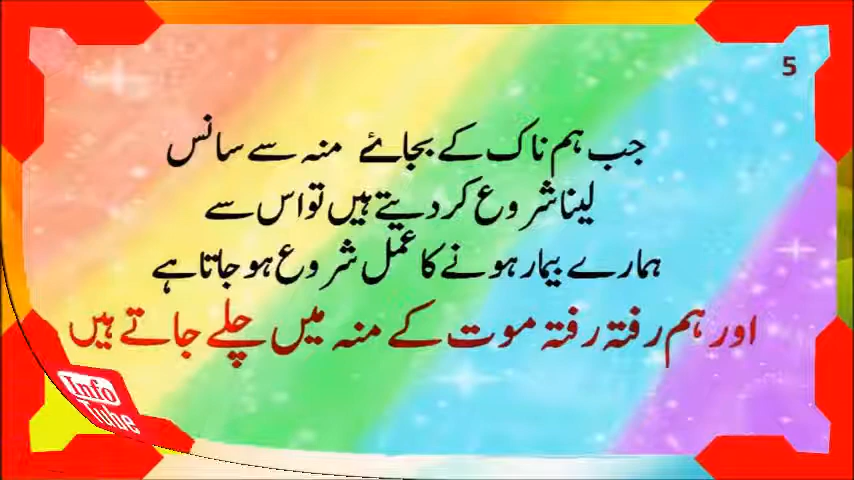 5
جب ہم ناک کے بجائے منہ سے سانس
لینا شروع کر دیتے ہیں تو اس سے
ہمارے بیمار ہونے کا عمل شروع ہو جاتا ہے
اور ہم رفتہ رفتہ موت کے منہ میں چلے جاتے ہیں
Info
Tube